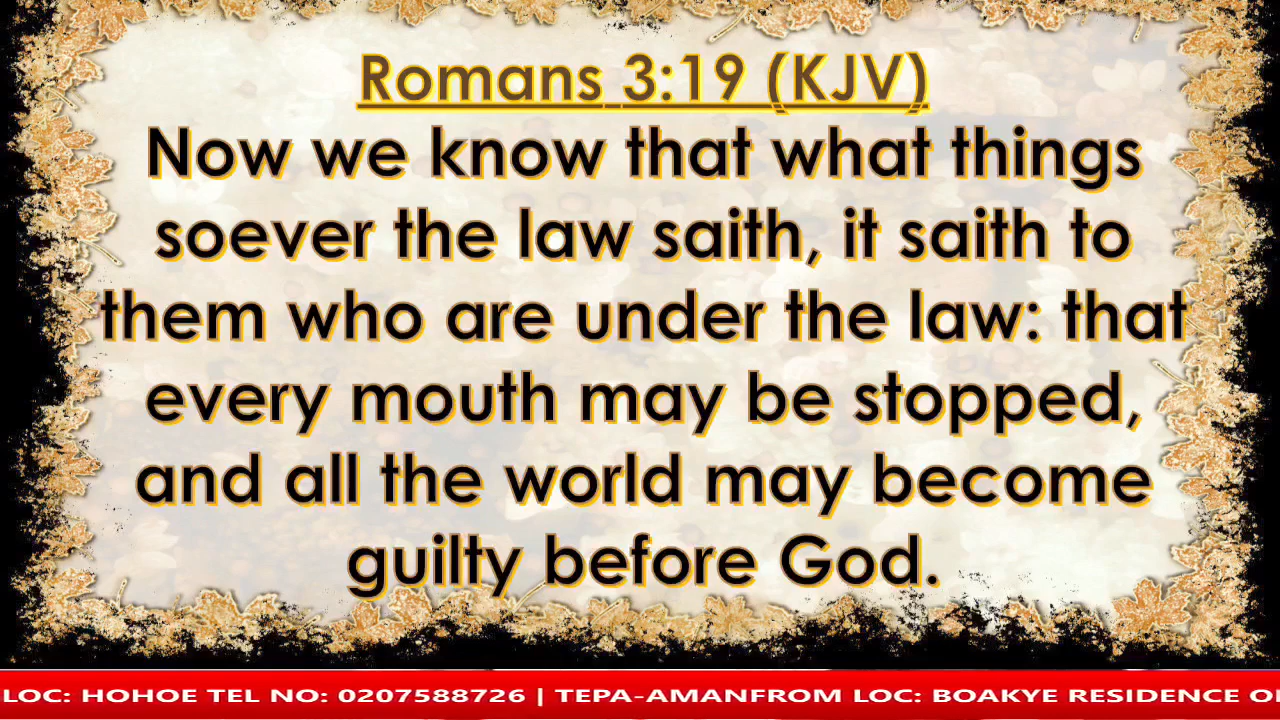 Romans 3:19 (KJV)
Now we know that what things
soever the law saith, it saith to
them who are under the law: that
every mouth may be stopped,
and all the world may become
guilty before God.
LOC: HOHOE TEL NO: 0207588726 | TEPA-AMANFROM LOC: BOAKYE RESIDENCE